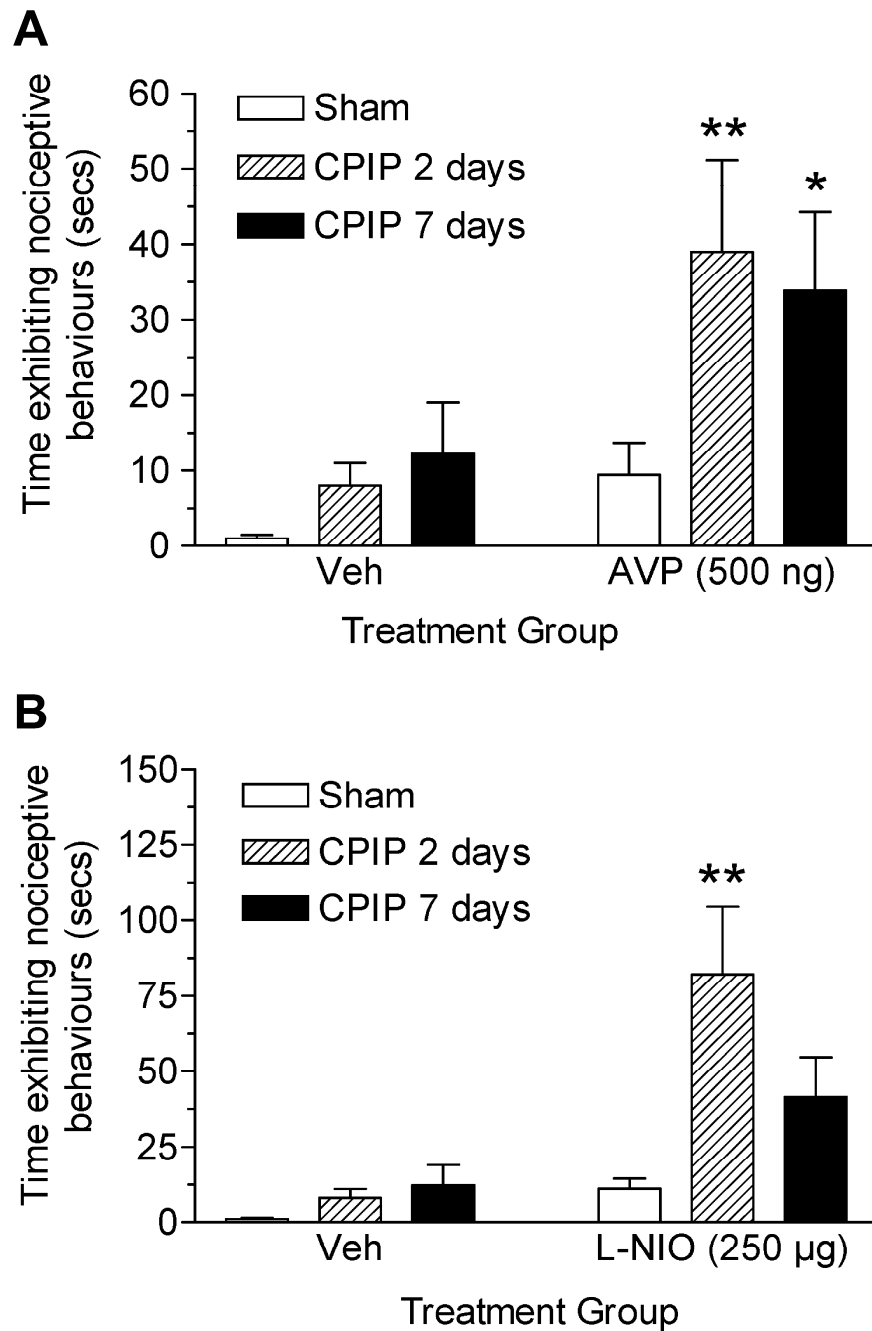 A
Time exhibiting nociceptive
behaviours (secs)
60
50
40
30
20
10
0
Sham
CPIP 2 days
CPIP 7 days
**
*
Veh
AVP (500 ng)
Treatment Group
B
Time exhibiting nociceptive
behaviours (secs)
150
125
100
75
50
25
0
Sham
CPIP 2 days
CPIP 7 days
**
Veh
L-NIO (250 µg)
Treatment Group